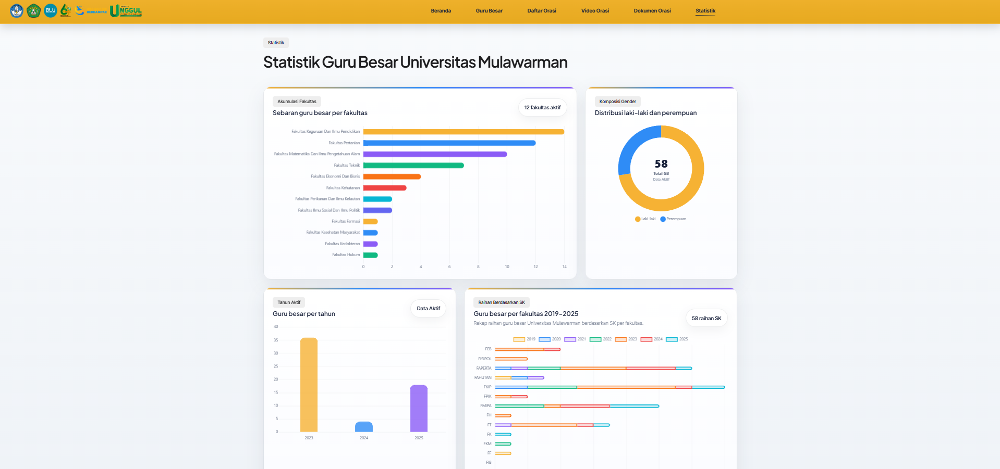 BLU
BERDAMPAK
UNGGUL
Beranda
Guru Besar
Daftar Orasi
Video Orasi
Dokumen Orasi
Statistik
Statistik
Statistik Guru Besar Universitas Mulawarman
Akumulasi Fakultas
Sebaran guru besar per fakultas
12 fakultas aktif
Fakultas Keguruan Dan Ilmu Pendidikan
Fakultas Pertanian
Fakultas Matematika Dan Ilmu Pengetahuan Alam
Fakultas Teknik
Fakultas Ekonomi Dan Bisnis
Fakultas Kehutanan
Fakultas Perikanan Dan Ilmu Kelautan
Fakultas Ilmu Sosial Dan Ilmu Politik
Fakultas Farmasi
Fakultas Kesehatan Masyarakat
Fakultas Kedokteran
Fakultas Hukum
0 2 4 6 8 10 12 14
Komposisi Gender
Distribusi laki-laki dan perempuan
58
Total GB
Data Aktif
Laki-laki Perempuan
Tahun Aktif
Guru besar per tahun
Data Aktif
40
35
30
25
20
15
10
5
0
2023 2024 2025
Raihan Berdasarkan SK
Guru besar per fakultas 2019-2025
Rekap raihan guru besar Universitas Mulawarman berdasarkan SK per fakultas.
58 raihan SK
2019 2020 2021 2022 2023 2024 2025
FEB
FISIPOL
FAPERTA
FAHUTAN
FKIP
FPIK
FMIPA
FH
FT
FK
FKM
FF
FIB